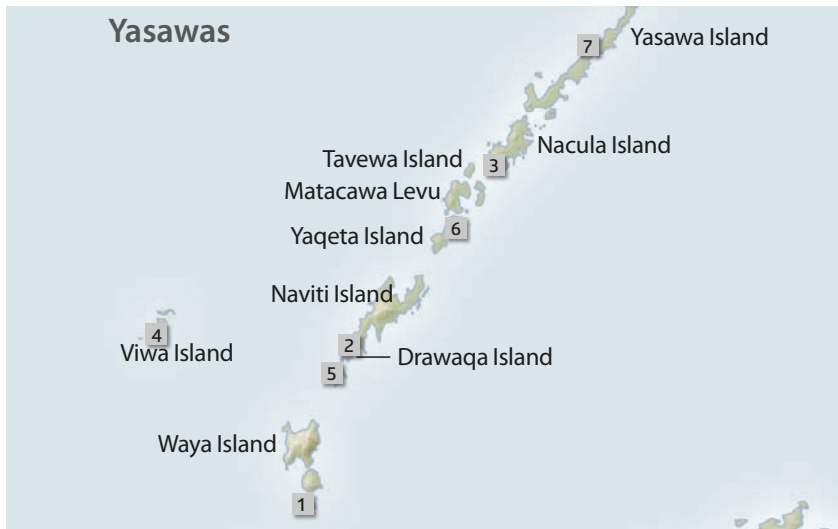 Yasawas
7
Yasawa Island
Nacula Island
Tavewa Island
3
Matacawa Levu
6
Yaqeta Island
Naviti Island
4
2
Viwa Island
Drawaqa Island
5
Waya Island
1